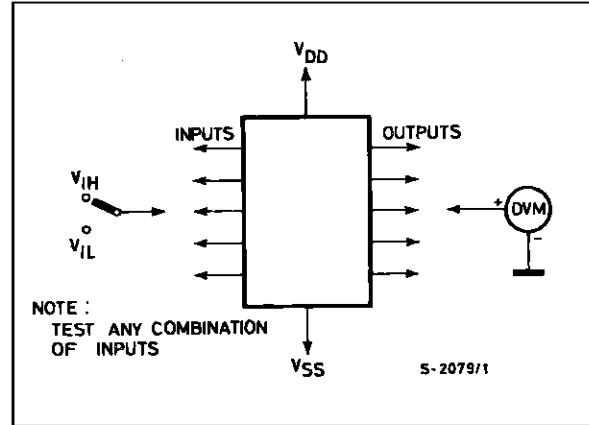 VDD
INPUTS
OUTPUTS
VIH
VIL
+
DVM
-
NOTE :
TEST ANY COMBINATION
OF INPUTS
VSS
S-2079/1